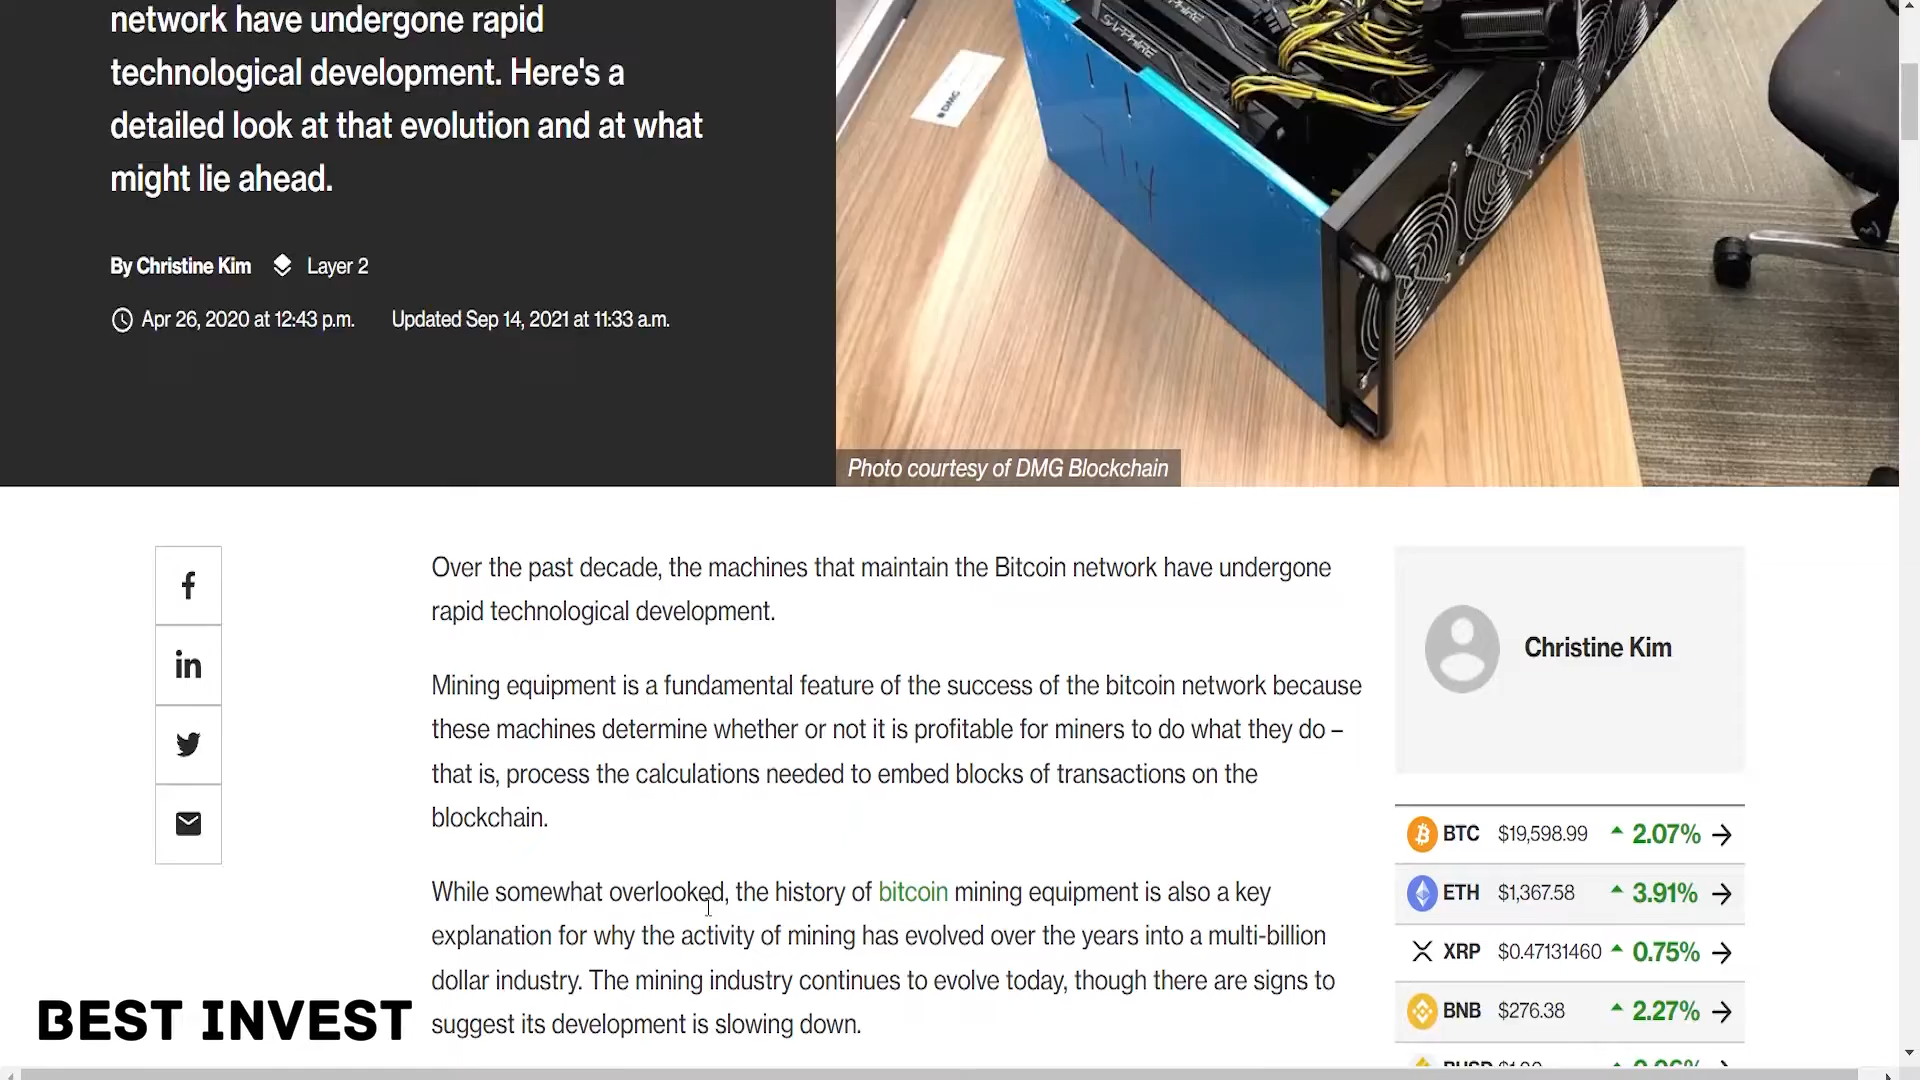 network have undergone rapid
technological development. Here's a
detailed look at that evolution and at what
might lie ahead.
By Christine Kim Layer 2
Apr 26, 2020 at 12:43 p.m. Updated Sep 14, 2021 at 11:33 a.m.
SAPPHIRE
DMG
Photo courtesy of DMG Blockchain
f
in
Over the past decade, the machines that maintain the Bitcoin network have undergone
rapid technological development.
Mining equipment is a fundamental feature of the success of the bitcoin network because
these machines determine whether or not it is profitable for miners to do what they do –
that is, process the calculations needed to embed blocks of transactions on the
blockchain.
While somewhat overlooked, the history of bitcoin mining equipment is also a key
explanation for why the activity of mining has evolved over the years into a multi-billion
dollar industry. The mining industry continues to evolve today, though there are signs to
suggest its development is slowing down.
Christine Kim
BTC $19,598.99 2.07%
ETH $1,367.58 3.91%
XRP $0.47131460 0.75%
BNB $276.38 2.27%
BEST INVEST